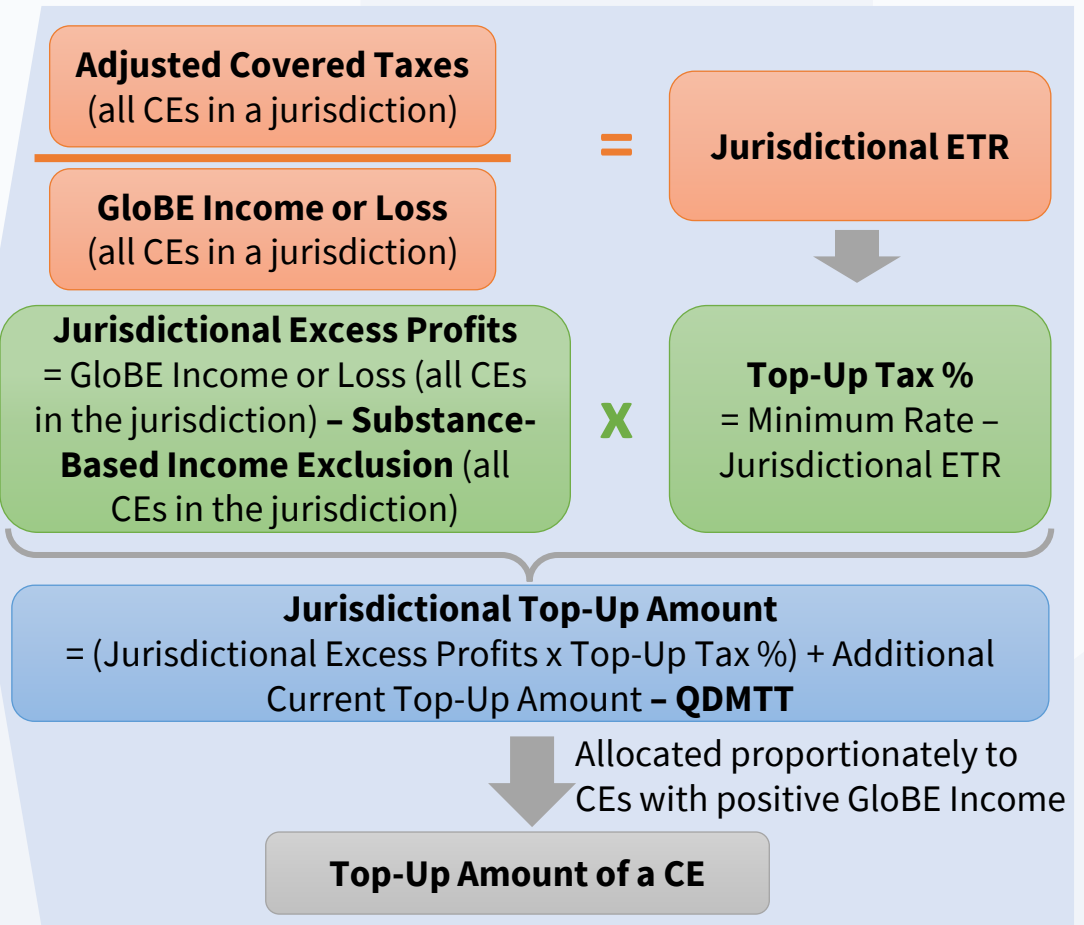 Adjusted Covered Taxes
(all CEs in a jurisdiction)
=
Jurisdictional ETR
GloBE Income or Loss
(all CEs in a jurisdiction)
Jurisdictional Excess Profits
= GloBE Income or Loss (all CEs
in the jurisdiction) – Substance-
Based Income Exclusion (all
CEs in the jurisdiction)
X
Top-Up Tax %
= Minimum Rate –
Jurisdictional ETR
Jurisdictional Top-Up Amount
= (Jurisdictional Excess Profits x Top-Up Tax %) + Additional
Current Top-Up Amount – QDMTT
Allocated proportionately to
CEs with positive GloBE Income
Top-Up Amount of a CE